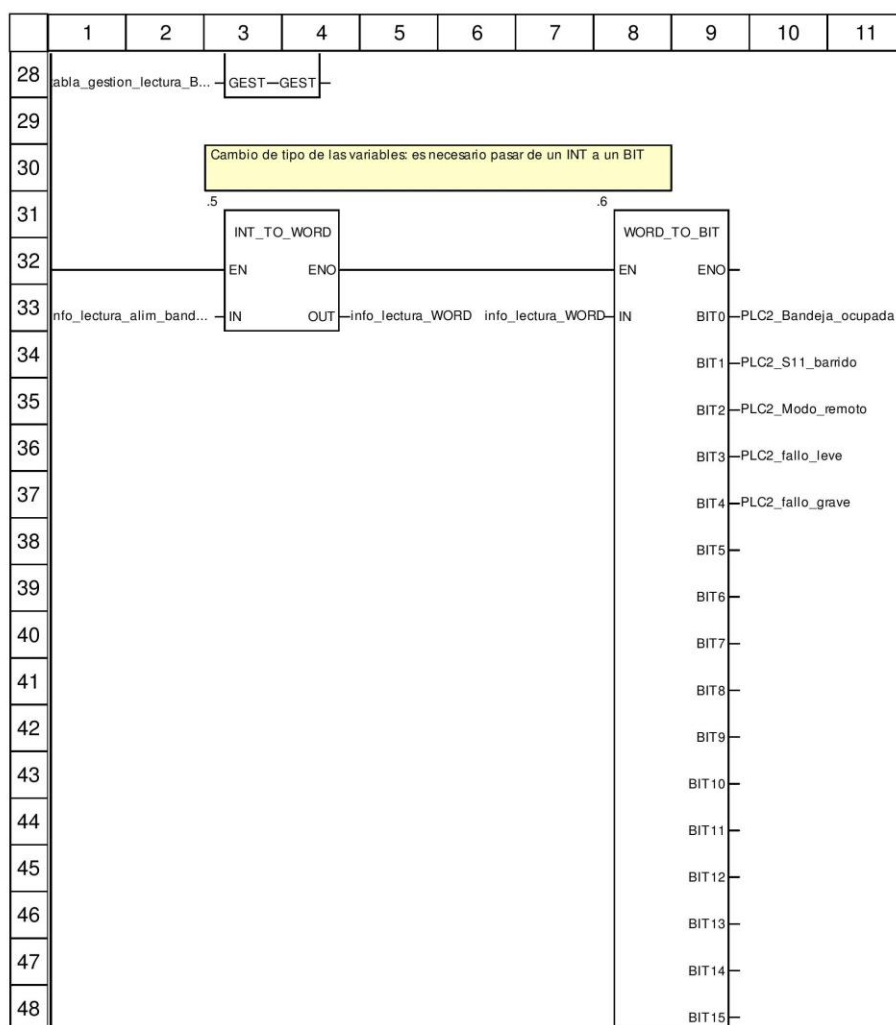 1 2 3 4 5 6 7 8 9 10 11
28 abla_gestion_lectura_B... GEST GEST
29
30 Cambio de tipo de las variables: es necesario pasar de un INT a un BIT
.5 .6
31 INT_TO_WORD WORD_TO_BIT
32 EN ENO EN ENO
33 nfo_lectura_alim_band... IN OUT info_lectura_WORD info_lectura_WORD IN BIT0 PLC2_Bandeja_ocupada
34 BIT1 PLC2_S11_barrido
35 BIT2 PLC2_Modo_remoto
36 BIT3 PLC2_fallo_leve
37 BIT4 PLC2_fallo_grave
38 BIT5
39 BIT6
40 BIT7
41 BIT8
42 BIT9
43 BIT10
44 BIT11
45 BIT12
46 BIT13
47 BIT14
48 BIT15